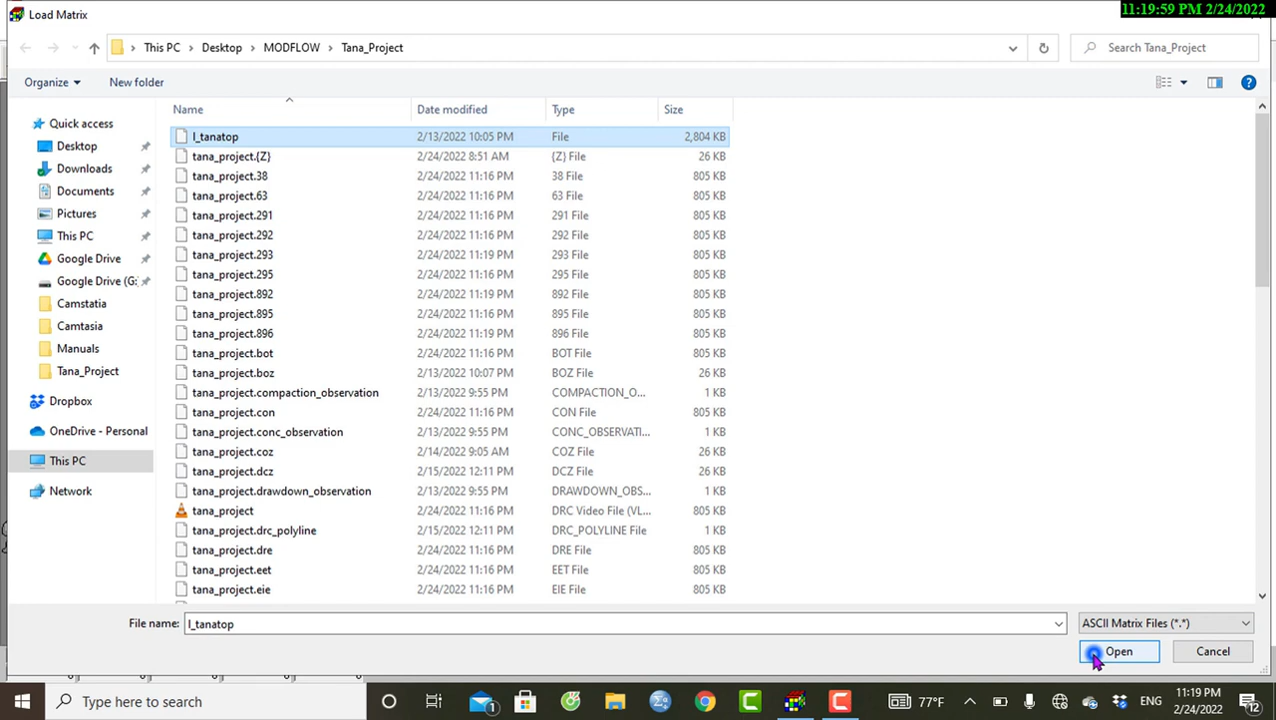 11:19:59 PM 2/24/2022
Load Matrix
This PC
Desktop
MODFLOW
Tana_Project
Search Tana_Project
Organize
New folder
Name
Date modified
Type
Size
Quick access
Desktop
Downloads
Documents
Pictures
This PC
Google Drive
Google Drive (G:
Camstatia
Camtasia
Manuals
Tana_Project
Dropbox
OneDrive - Personal
This PC
Network
l_tanatop 2/13/2022 10:05 PM File 2,804 KB
tana_project.{Z} 2/24/2022 8:51 AM {Z} File 26 KB
tana_project.38 2/24/2022 11:16 PM 38 File 805 KB
tana_project.63 2/24/2022 11:16 PM 63 File 805 KB
tana_project.291 2/24/2022 11:16 PM 291 File 805 KB
tana_project.292 2/24/2022 11:16 PM 292 File 805 KB
tana_project.293 2/24/2022 11:19 PM 293 File 805 KB
tana_project.295 2/24/2022 11:16 PM 295 File 805 KB
tana_project.892 2/24/2022 11:19 PM 892 File 805 KB
tana_project.895 2/24/2022 11:16 PM 895 File 805 KB
tana_project.896 2/24/2022 11:19 PM 896 File 805 KB
tana_project.bot 2/24/2022 11:16 PM BOT File 805 KB
tana_project.boz 2/13/2022 10:07 PM BOZ File 26 KB
tana_project.compaction_observation 2/13/2022 9:55 PM COMPACTION_O... 1 KB
tana_project.con 2/24/2022 11:16 PM CON File 805 KB
tana_project.conc_observation 2/13/2022 9:55 PM CONC_OBSERVATI... 1 KB
tana_project.coz 2/14/2022 9:05 AM COZ File 26 KB
tana_project.dcz 2/15/2022 12:11 PM DCZ File 26 KB
tana_project.drawdown_observation 2/13/2022 9:55 PM DRAWDOWN_OBS... 1 KB
tana_project 2/24/2022 11:16 PM DRC Video File (VL... 805 KB
tana_project.drc_polyline 2/15/2022 12:11 PM DRC_POLYLINE File 1 KB
tana_project.dre 2/24/2022 11:16 PM DRE File 805 KB
tana_project.eet 2/24/2022 11:16 PM EET File 805 KB
tana_project.eie 2/24/2022 11:16 PM EIE File 805 KB
File name:
l_tanatop
ASCII Matrix Files (*.*)
Open
Cancel
Type here to search
1
77°F
ENG
11:19 PM
2/24/2022
12